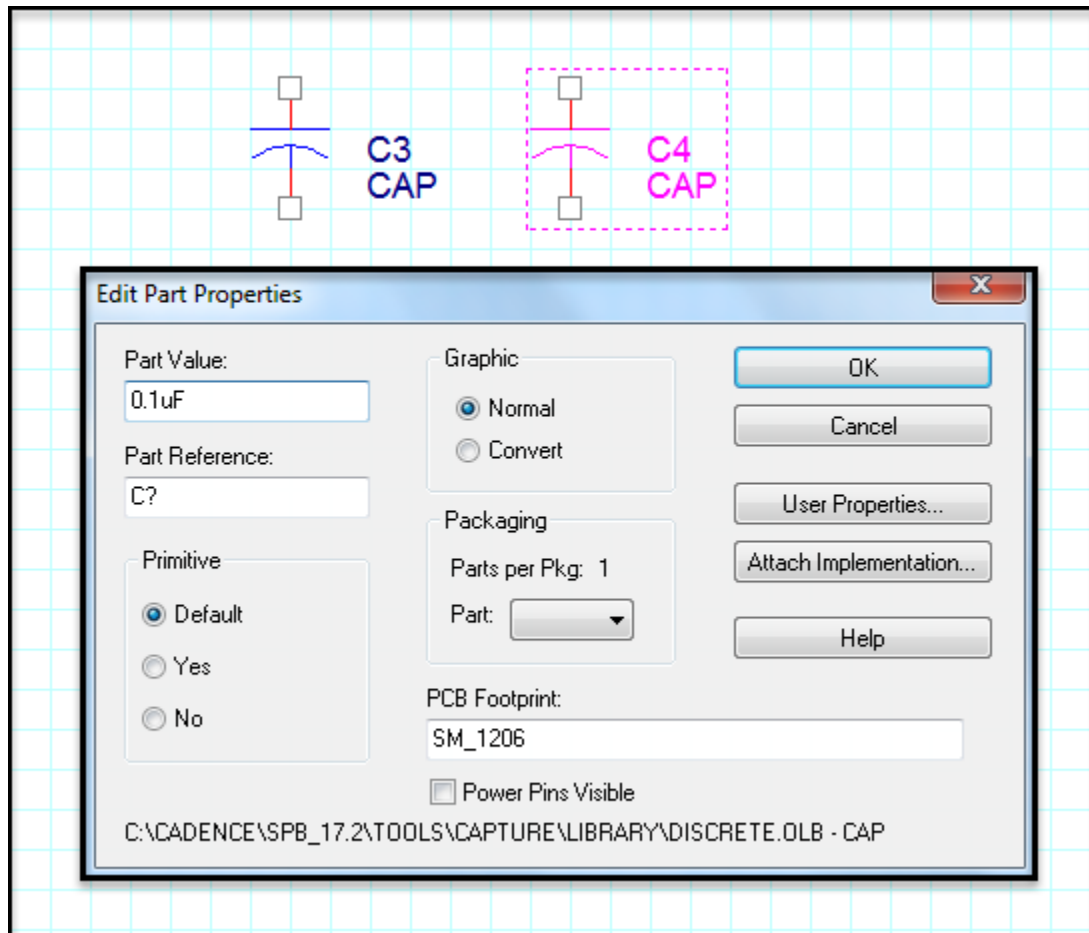 C3
CAP
C4
CAP
Edit Part Properties
X
Part Value:
0.1uF
Part Reference:
C?
Primitive
Default
Yes
No
Graphic
Normal
Convert
Packaging
Parts per Pkg: 1
Part:
OK
Cancel
User Properties...
Attach Implementation...
Help
PCB Footprint:
SM_1206
Power Pins Visible
C:\CADENCE\SPB_17.2\TOOLS\CAPTURE\LIBRARY\DISCRETE.OLB - CAP